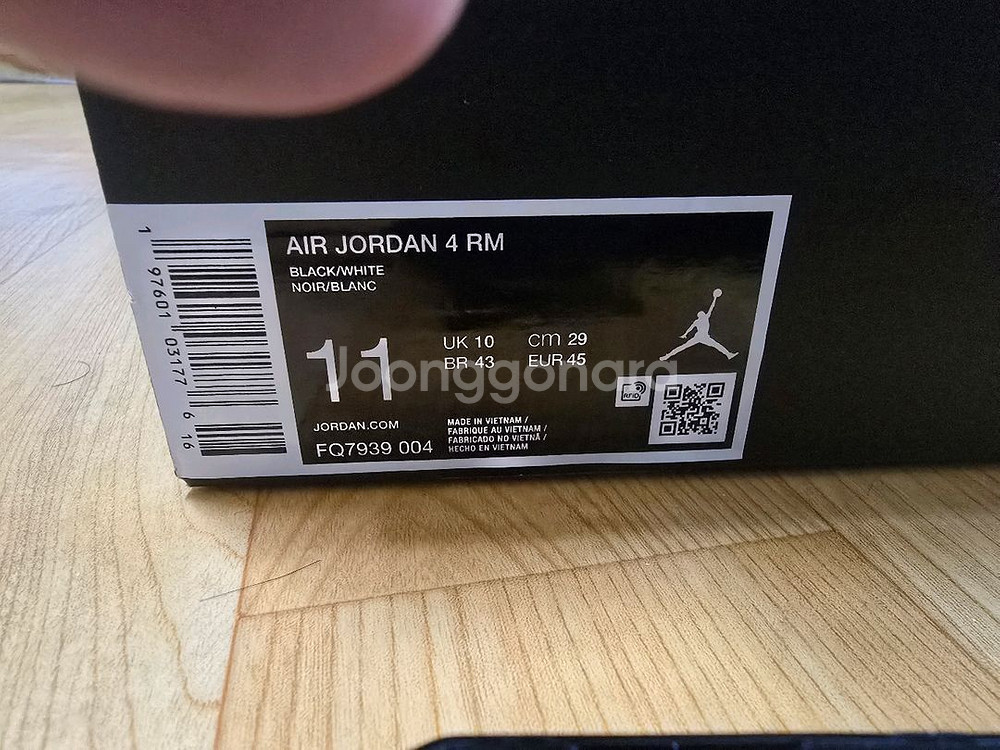 AIR JORDAN 4 RM
BLACK/WHITE
NOIR/BLANC
11
UK 10 cm 29
BR 43 EUR 45
Joonggonara
RFID
JORDAN.COM
FQ7939 004
MADE IN VIETNAM /
FABRIQUE AU VIETNAM /
FABRICADO NO VIETNÃ /
HECHO EN VIETNAM
1 97601 03177 6 16